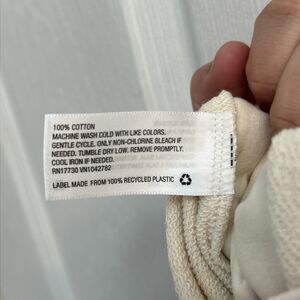 100% COTTON
MACHINE WASH COLD WITH LIKE COLORS,
GENTLE CYCLE. ONLY NON-CHLORINE BLEACH IF
NEEDED. TUMBLE DRY LOW. REMOVE PROMPTLY.
COOL IRON IF NEEDED.
RN17730 VN1042782
LABEL MADE FROM 100% RECYCLED PLASTIC